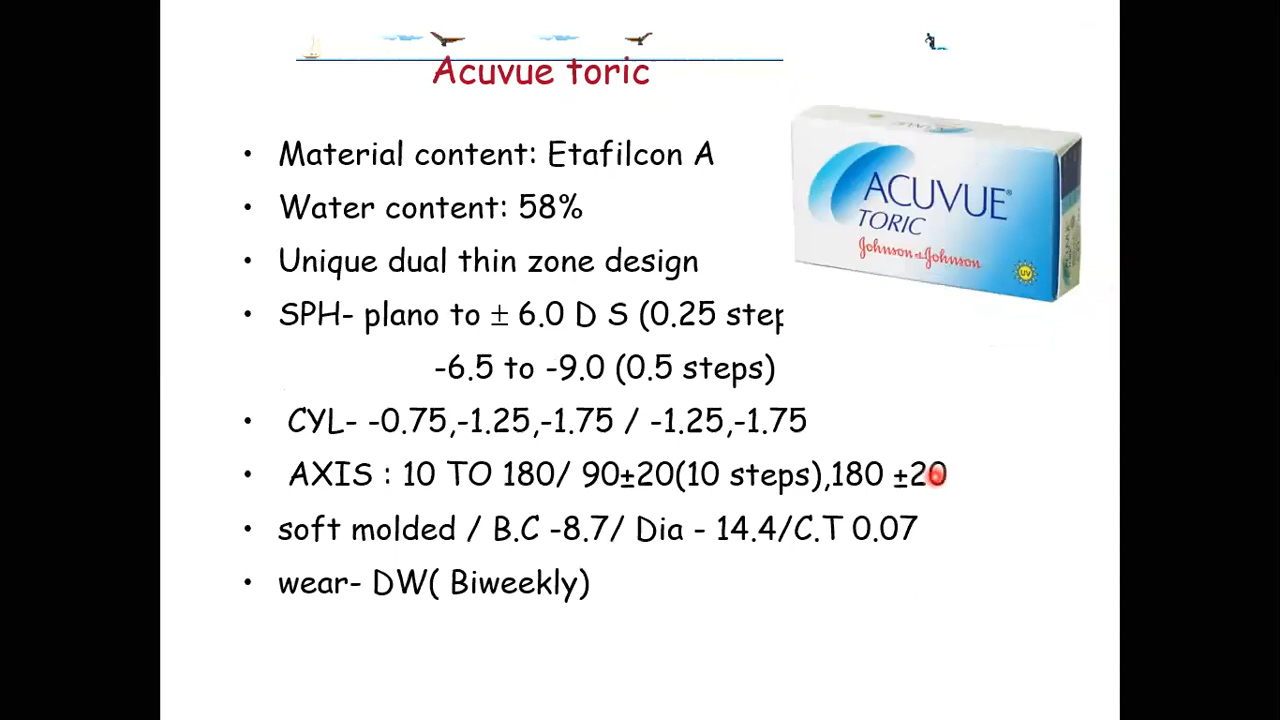 Acuvue toric
• Material content: Etafilcon A
• Water content: 58%
• Unique dual thin zone design
• SPH- plano to ± 6.0 D S (0.25 step
-6.5 to -9.0 (0.5 steps)
• CYL- -0.75,-1.25,-1.75 / -1.25,-1.75
• AXIS : 10 TO 180/ 90±20(10 steps),180 ±20
• soft molded / B.C -8.7/ Dia - 14.4/C.T 0.07
• wear- DW( Biweekly)
ACUVUE®
TORIC
Johnson & Johnson
UV